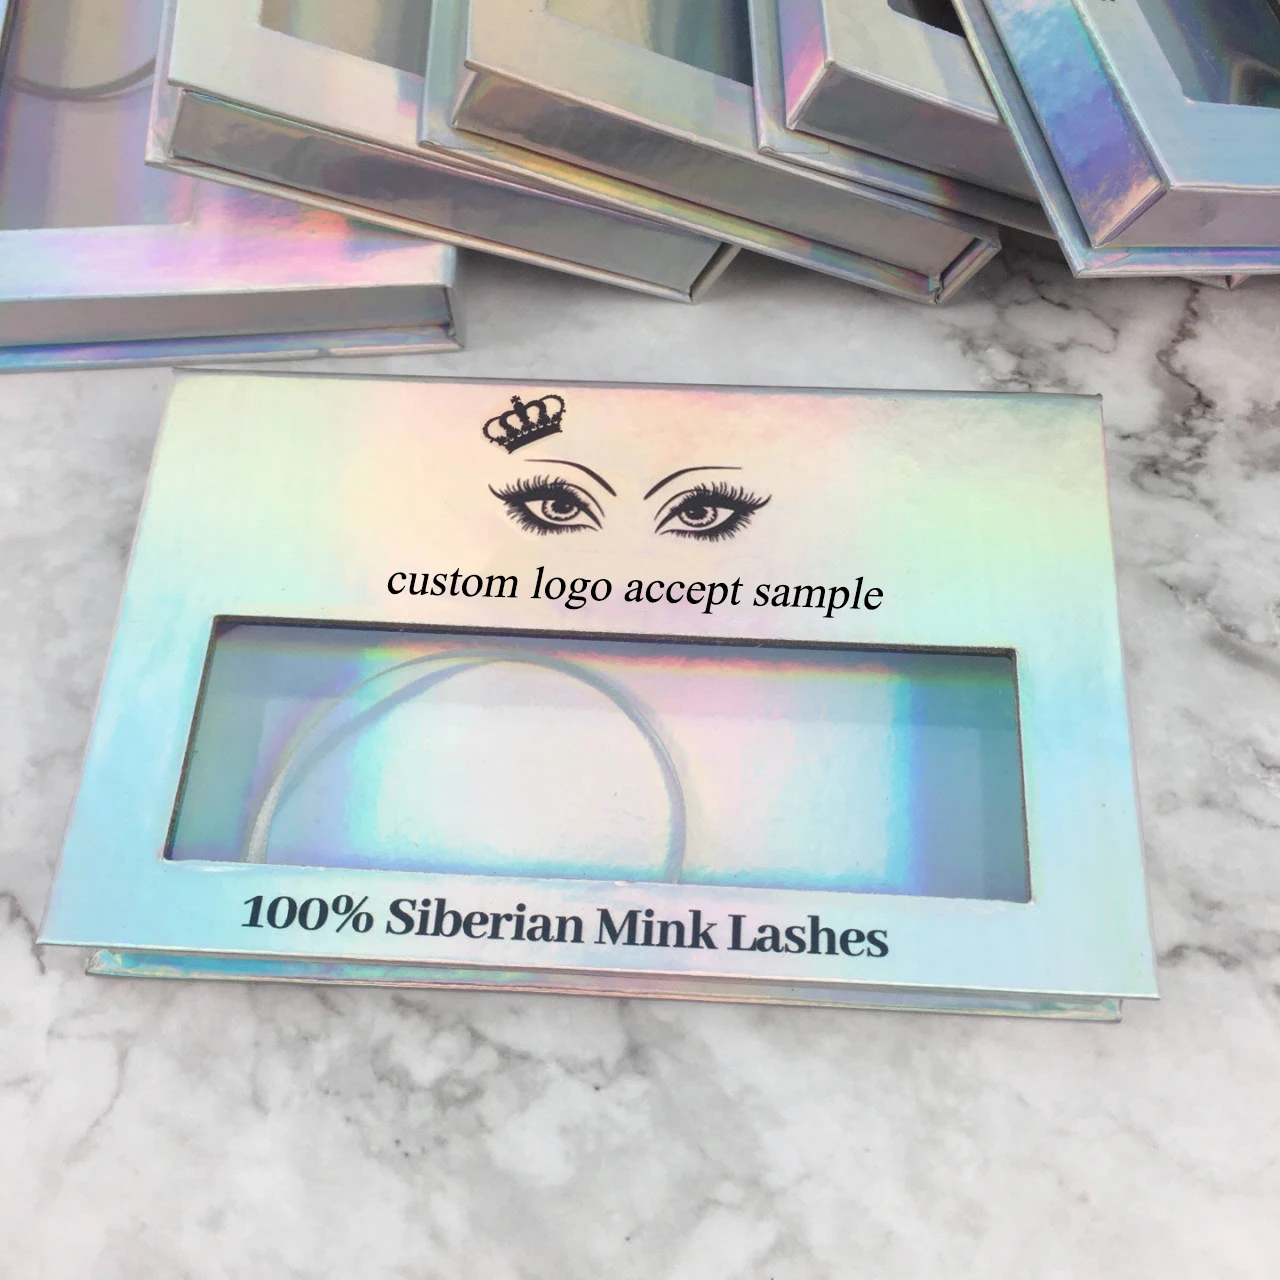 custom logo accept sample
100% Siberian Mink Lashes